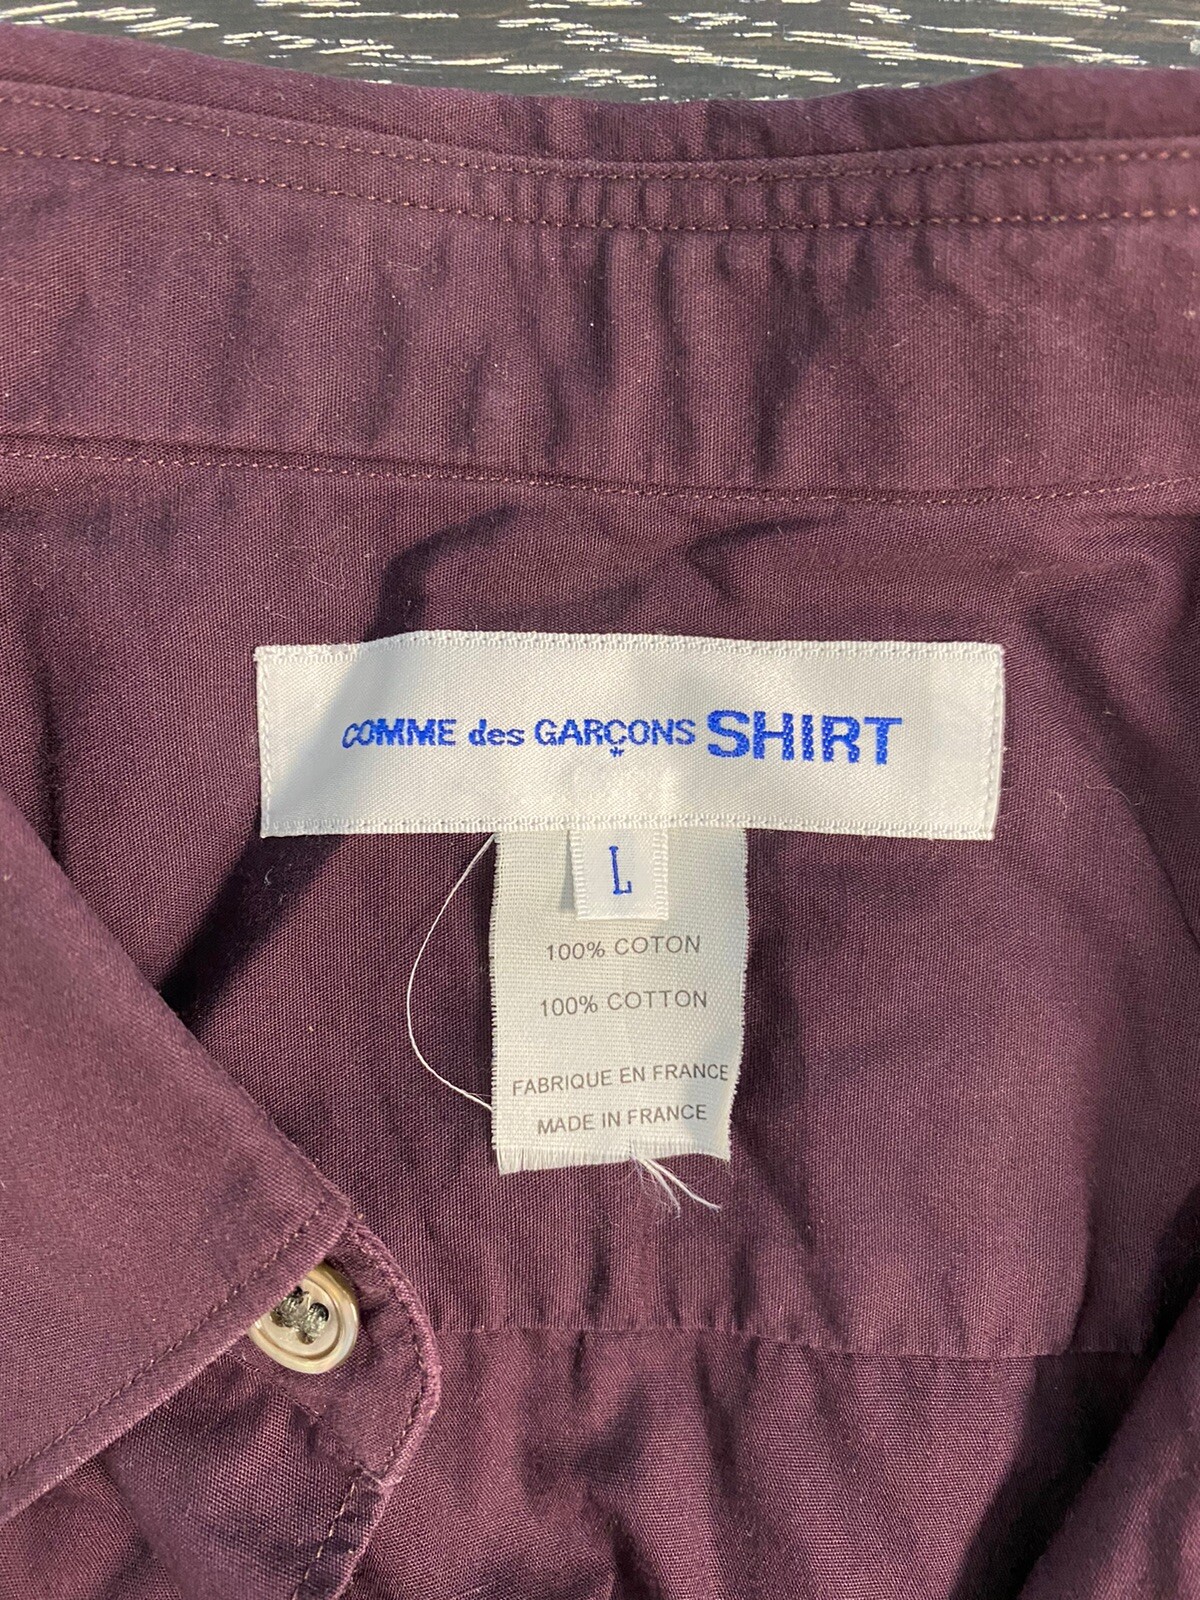 COMME des GARÇONS SHIRT
L
100% COTON
100% COTTON
FABRIQUE EN FRANCE
MADE IN FRANCE